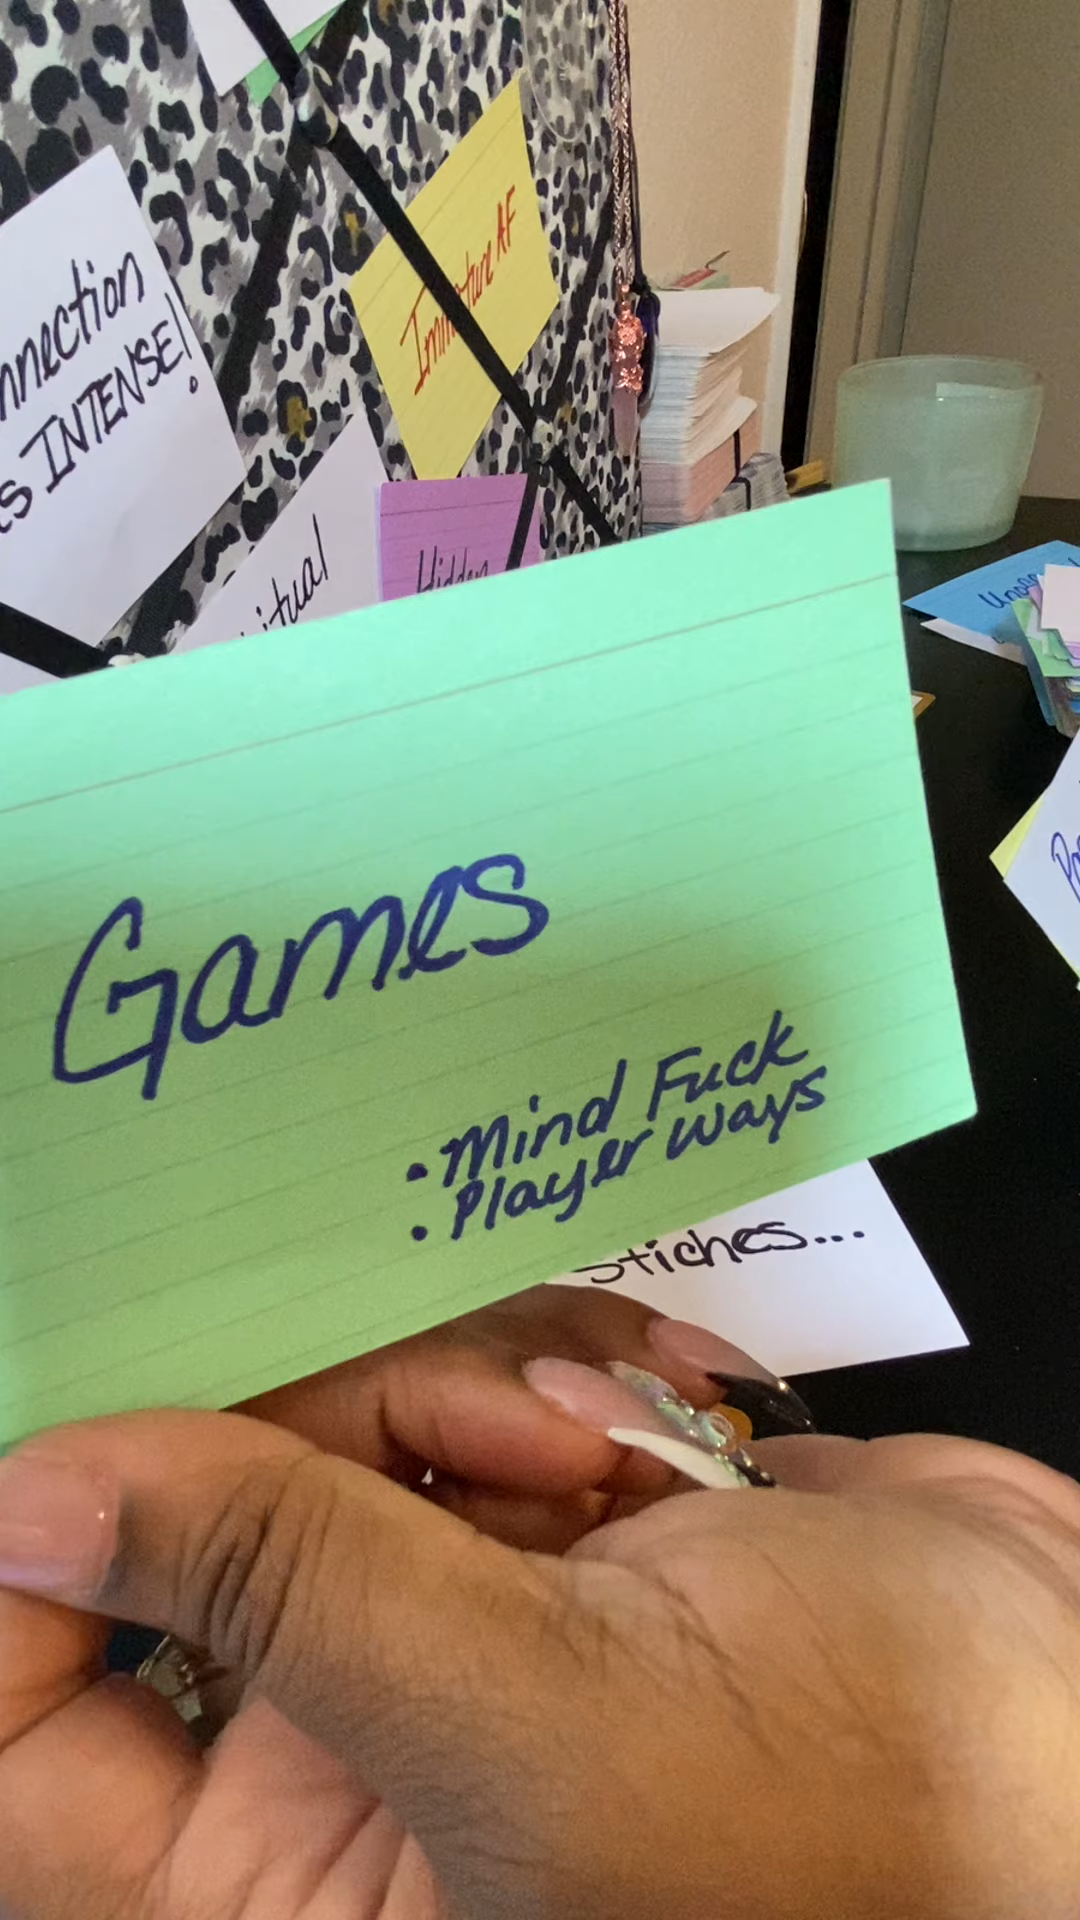 nnection
s INTENSE!
Immature AF
itual
Hidden
Games
• Mind Fuck
• Player Ways
stiches...